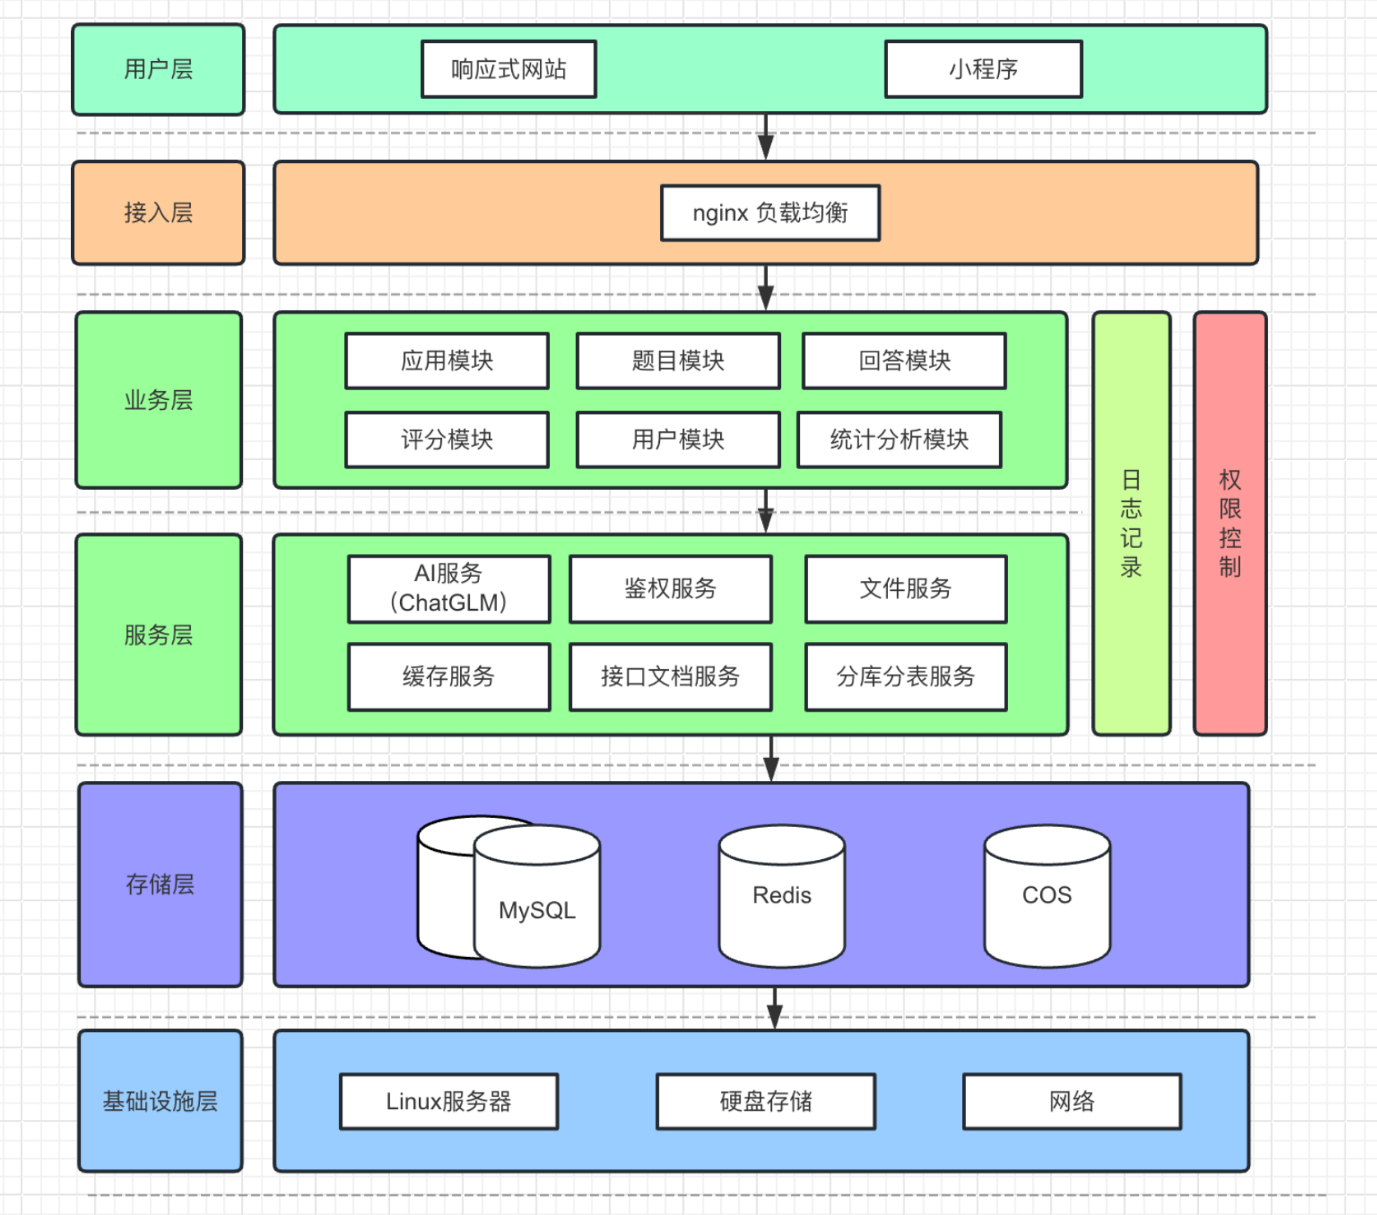 用户层
响应式网站
小程序
接入层
nginx 负载均衡
业务层
应用模块
题目模块
回答模块
评分模块
用户模块
统计分析模块
日志记录
权限控制
服务层
AI服务
（ChatGLM）
鉴权服务
文件服务
缓存服务
接口文档服务
分库分表服务
存储层
MySQL
Redis
COS
基础设施层
Linux服务器
硬盘存储
网络